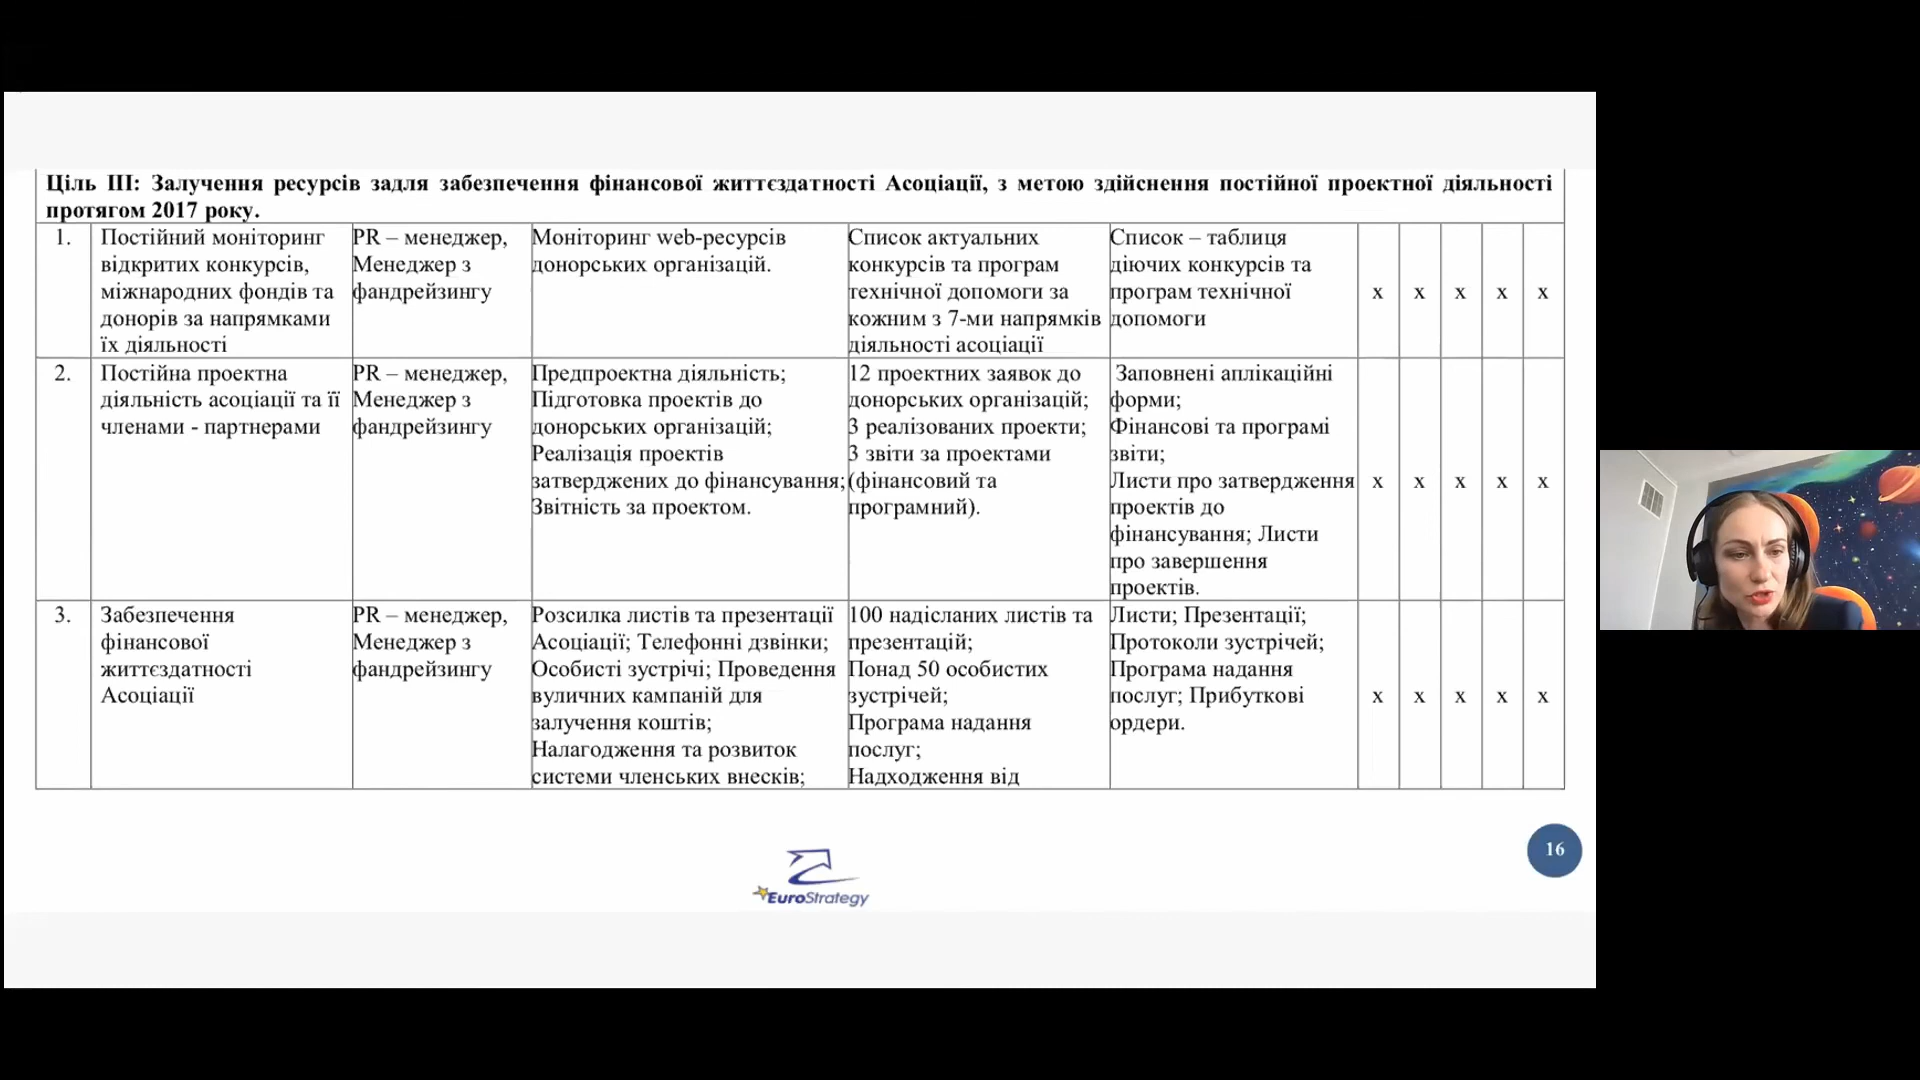 Ціль III: Залучення ресурсів задля забезпечення фінансової життєздатності Асоціації, з метою здійснення постійної проектної діяльності
протягом 2017 року.
1.
Постійний моніторинг
відкритих конкурсів,
міжнародних фондів та
донорів за напрямками
їх діяльності
PR – менеджер,
Менеджер з
фандрейзингу
Моніторинг web-ресурсів
донорських організацій.
Список актуальних
конкурсів та програм
технічної допомоги за
кожним з 7-ми напрямків
діяльності асоціації
Список – таблиця
діючих конкурсів та
програм технічної
допомоги
x x x x x
2.
Постійна проектна
діяльність асоціації та її
членами - партнерами
PR – менеджер,
Менеджер з
фандрейзингу
Предпроектна діяльність;
Підготовка проектів до
донорських організацій;
Реалізація проектів
затверджених до фінансування;
Звітність за проектом.
12 проектних заявок до
донорських організацій;
3 реалізованих проекти;
3 звіти за проектами
(фінансовий та
програмний).
Заповнені аплікаційні
форми;
Фінансові та програмі
звіти;
Листи про затвердження
проектів до
фінансування; Листи
про завершення
проектів.
x x x x x
3.
Забезпечення
фінансової
життєздатності
Асоціації
PR – менеджер,
Менеджер з
фандрейзингу
Розсилка листів та презентації
Асоціації; Телефонні дзвінки;
Особисті зустрічі; Проведення
вуличних кампаній для
залучення коштів;
Налагодження та розвиток
системи членських внесків;
100 надісланих листів та
презентацій;
Понад 50 особистих
зустрічей;
Програма надання
послуг;
Надходження від
Листи; Презентації;
Протоколи зустрічей;
Програма надання
послуг; Прибуткові
ордери.
x x x x x
EuroStrategy
16